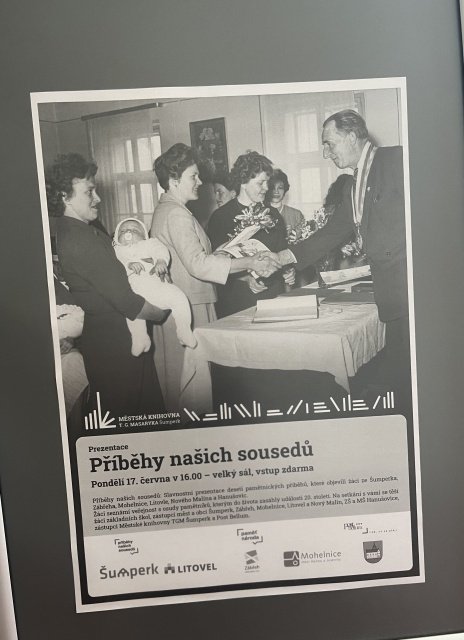 MĚSTSKÁ KNIHOVNA
T. G. MASARYKA Šumperk
Prezentace
Příběhy našich sousedů
Pondělí 17. června v 16.00 – velký sál, vstup zdarma
Příběhy našich sousedů: Slavnostní prezentace deseti pamětnických příběhů, které objevili žáci ze Šumperka,
Zábřeha, Mohelnice, Litovle, Nového Malína a Hanušovic.
Žáci seznámí veřejnost s osudy pamětníků, kterým do života zasáhly události 20. století. Na setkání s vámi se těší
žáci základních škol, zástupci měst a obcí Šumperk, Zábřeh, Mohelnice, Litovel a Nový Malín, ZŠ a MŠ Hanušovice,
zástupci Městské knihovny TGM Šumperk a Post Bellum.
příběhy
našich
sousedů
paměť
národa
Šumperk
LITOVEL
Zábřeh
Mohelnice